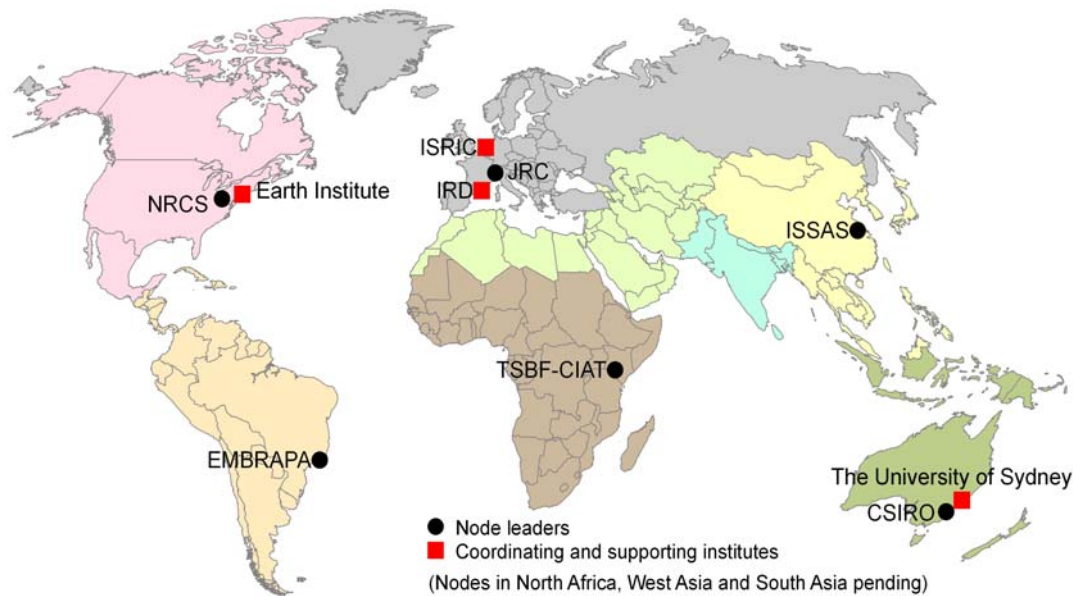 ISRIC
JRC
IRD
NRCS
Earth Institute
ISSAS
TSBF-CIAT
EMBRAPA
The University of Sydney
CSIRO
Node leaders
Coordinating and supporting institutes
(Nodes in North Africa, West Asia and South Asia pending)